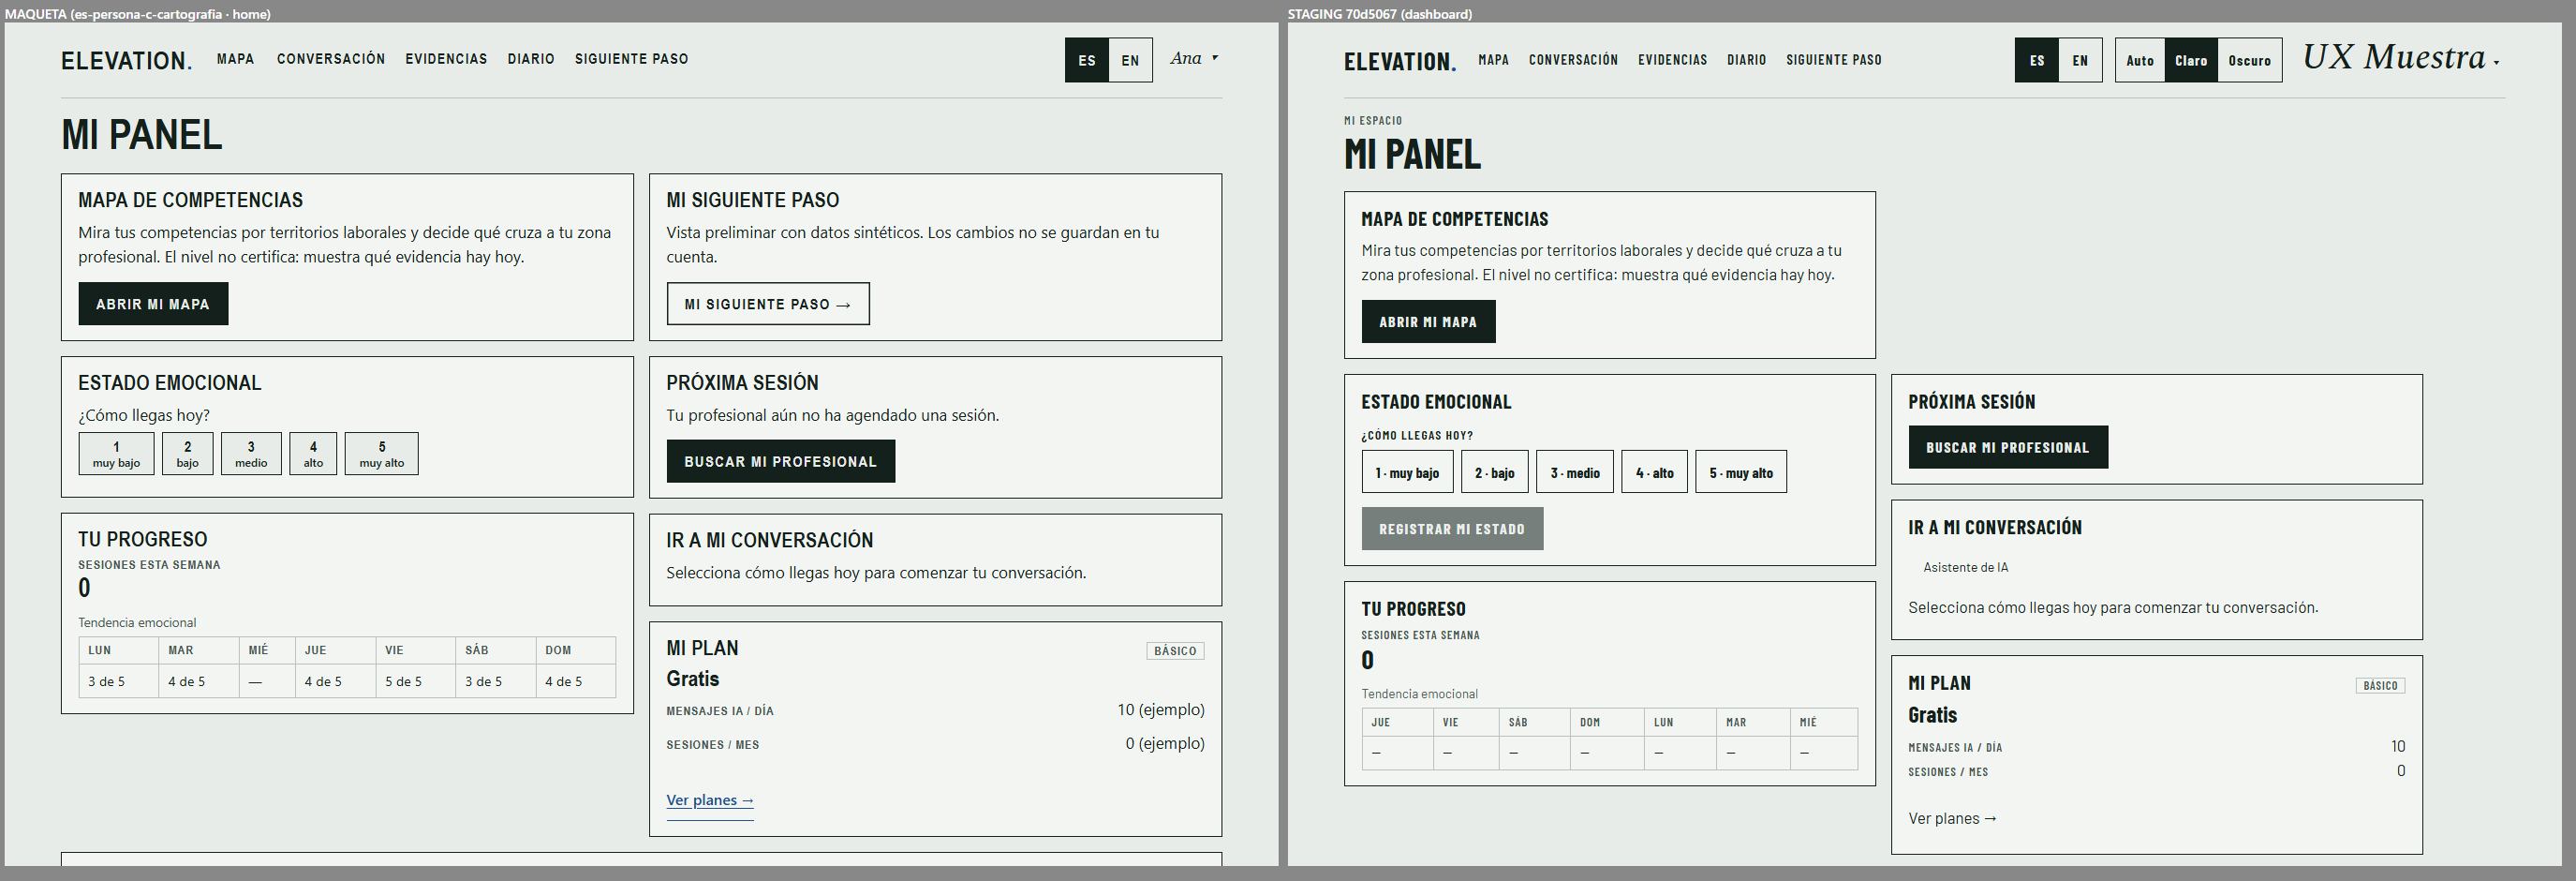 MAQUETA (es-persona-c-cartografia · home)
ELEVATION.
MAPA
CONVERSACIÓN
EVIDENCIAS
DIARIO
SIGUIENTE PASO
ES
EN
Ana ▾
MI PANEL
MAPA DE COMPETENCIAS
Mira tus competencias por territorios laborales y decide qué cruza a tu zona
profesional. El nivel no certifica: muestra qué evidencia hay hoy.
ABRIR MI MAPA
MI SIGUIENTE PASO
Vista preliminar con datos sintéticos. Los cambios no se guardan en tu
cuenta.
MI SIGUIENTE PASO →
ESTADO EMOCIONAL
¿Cómo llegas hoy?
1
muy bajo
2
bajo
3
medio
4
alto
5
muy alto
PRÓXIMA SESIÓN
Tu profesional aún no ha agendado una sesión.
BUSCAR MI PROFESIONAL
TU PROGRESO
SESIONES ESTA SEMANA
0
Tendencia emocional
LUN MAR MIÉ JUE VIE SÁB DOM
3 de 5 4 de 5 — 4 de 5 5 de 5 3 de 5 4 de 5
IR A MI CONVERSACIÓN
Selecciona cómo llegas hoy para comenzar tu conversación.
MI PLAN
BÁSICO
Gratis
MENSAJES IA / DÍA 10 (ejemplo)
SESIONES / MES 0 (ejemplo)
Ver planes →
STAGING 70d5067 (dashboard)
ELEVATION.
MAPA
CONVERSACIÓN
EVIDENCIAS
DIARIO
SIGUIENTE PASO
ES
EN
Auto
Claro
Oscuro
UX Muestra ▾
MI ESPACIO
MI PANEL
MAPA DE COMPETENCIAS
Mira tus competencias por territorios laborales y decide qué cruza a tu
zona profesional. El nivel no certifica: muestra qué evidencia hay hoy.
ABRIR MI MAPA
ESTADO EMOCIONAL
¿CÓMO LLEGAS HOY?
1 · muy bajo
2 · bajo
3 · medio
4 · alto
5 · muy alto
REGISTRAR MI ESTADO
PRÓXIMA SESIÓN
BUSCAR MI PROFESIONAL
IR A MI CONVERSACIÓN
Asistente de IA
Selecciona cómo llegas hoy para comenzar tu conversación.
TU PROGRESO
SESIONES ESTA SEMANA
0
Tendencia emocional
JUE VIE SÁB DOM LUN MAR MIÉ
— — — — — — —
MI PLAN
BÁSICO
Gratis
MENSAJES IA / DÍA 10
SESIONES / MES 0
Ver planes →